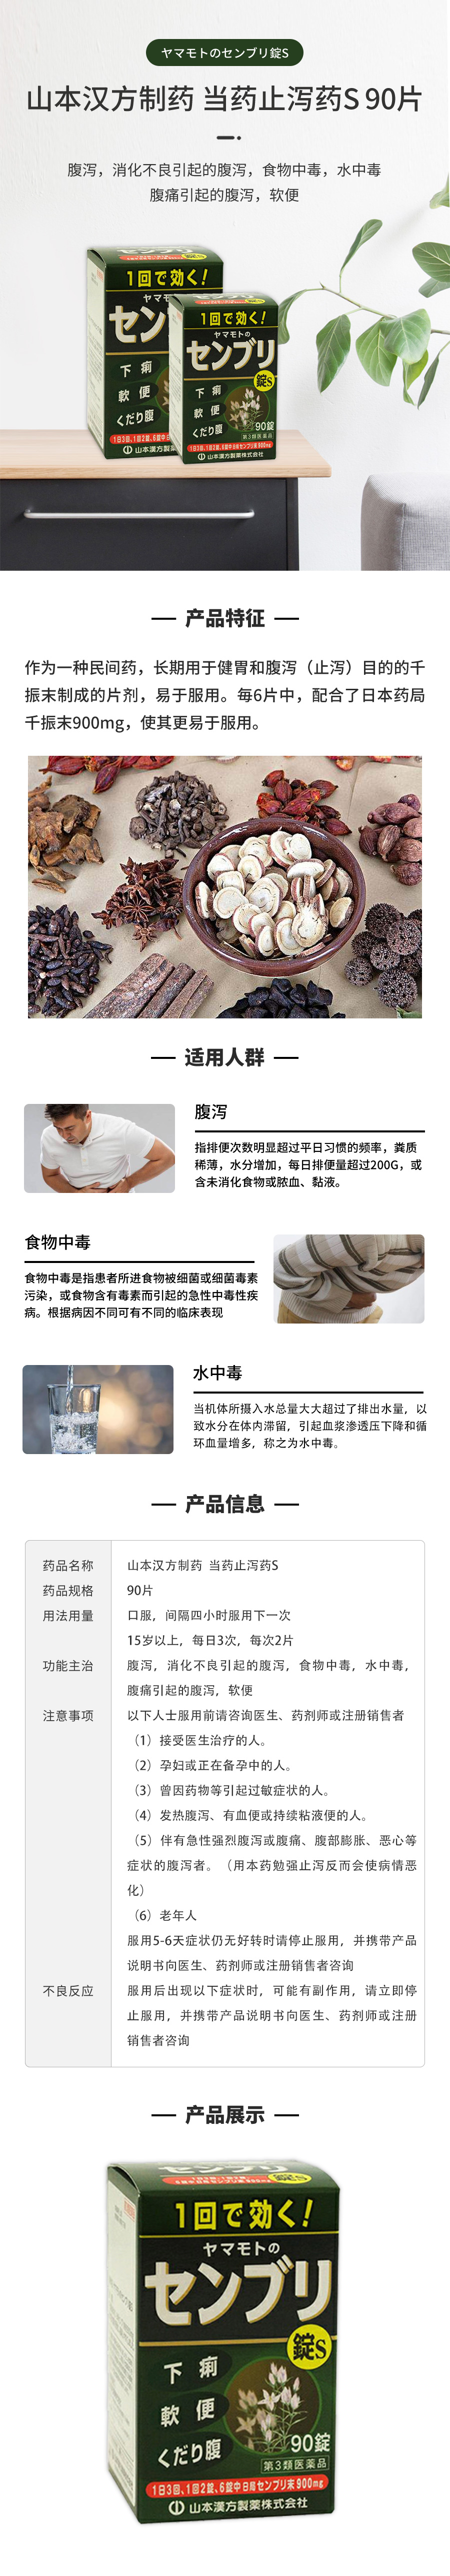 ヤマモトのセンブリ錠S
山本汉方制药 当药止泻药S 90片
腹泻，消化不良引起的腹泻，食物中毒，水中毒
腹痛引起的腹泻，软便
1回で効く!
ヤマモ
セン
下痢
軟便
くだり腹
1回で効く!
ヤマモトの
センブリ
錠S
下痢
軟便
くだり腹
90錠
第3類医薬品
1日3回、1回2錠、6錠中日局センブリ末900mg
山本漢方製薬株式会社
产品特征
作为一种民间药，长期用于健胃和腹泻（止泻）目的的千
振末制成的片剂，易于服用。每6片中，配合了日本药局
千振末900mg，使其更易于服用。
适用人群
腹泻
指排便次数明显超过平日习惯的频率，粪质
稀薄，水分增加，每日排便量超过200G，或
含未消化食物或脓血、黏液。
食物中毒
食物中毒是指患者所进食物被细菌或细菌毒素
污染，或食物含有毒素而引起的急性中毒性疾
病。根据病因不同可有不同的临床表现
水中毒
当机体所摄入水总量大大超过了排出水量，以
致水分在体内滞留，引起血浆渗透压下降和循
环血量增多，称之为水中毒。
产品信息
药品名称 山本汉方制药 当药止泻药S
药品规格 90片
用法用量 口服，间隔四小时服用下一次
15岁以上，每日3次，每次2片
功能主治 腹泻，消化不良引起的腹泻，食物中毒，水中毒，
腹痛引起的腹泻，软便
注意事项 以下人士服用前请咨询医生、药剂师或注册销售者
（1）接受医生治疗的人。
（2）孕妇或正在备孕中的人。
（3）曾因药物等引起过敏症状的人。
（4）发热腹泻、有血便或持续粘液便的人。
（5）伴有急性强烈腹泻或腹痛、腹部膨胀、恶心等
症状的腹泻者。（用本药勉强止泻反而会使病情恶
化）
（6）老年人
服用5-6天症状仍无好转时请停止服用，并携带产品
说明书向医生、药剂师或注册销售者咨询
不良反应 服用后出现以下症状时，可能有副作用，请立即停
止服用，并携带产品说明书向医生、药剂师或注册
销售者咨询
产品展示
1回で効く!
ヤマモトの
センブリ
錠S
下痢
軟便
くだり腹
90錠
第3類医薬品
1日3回、1回2錠、6錠中日局センブリ末900mg
山本漢方製薬株式会社